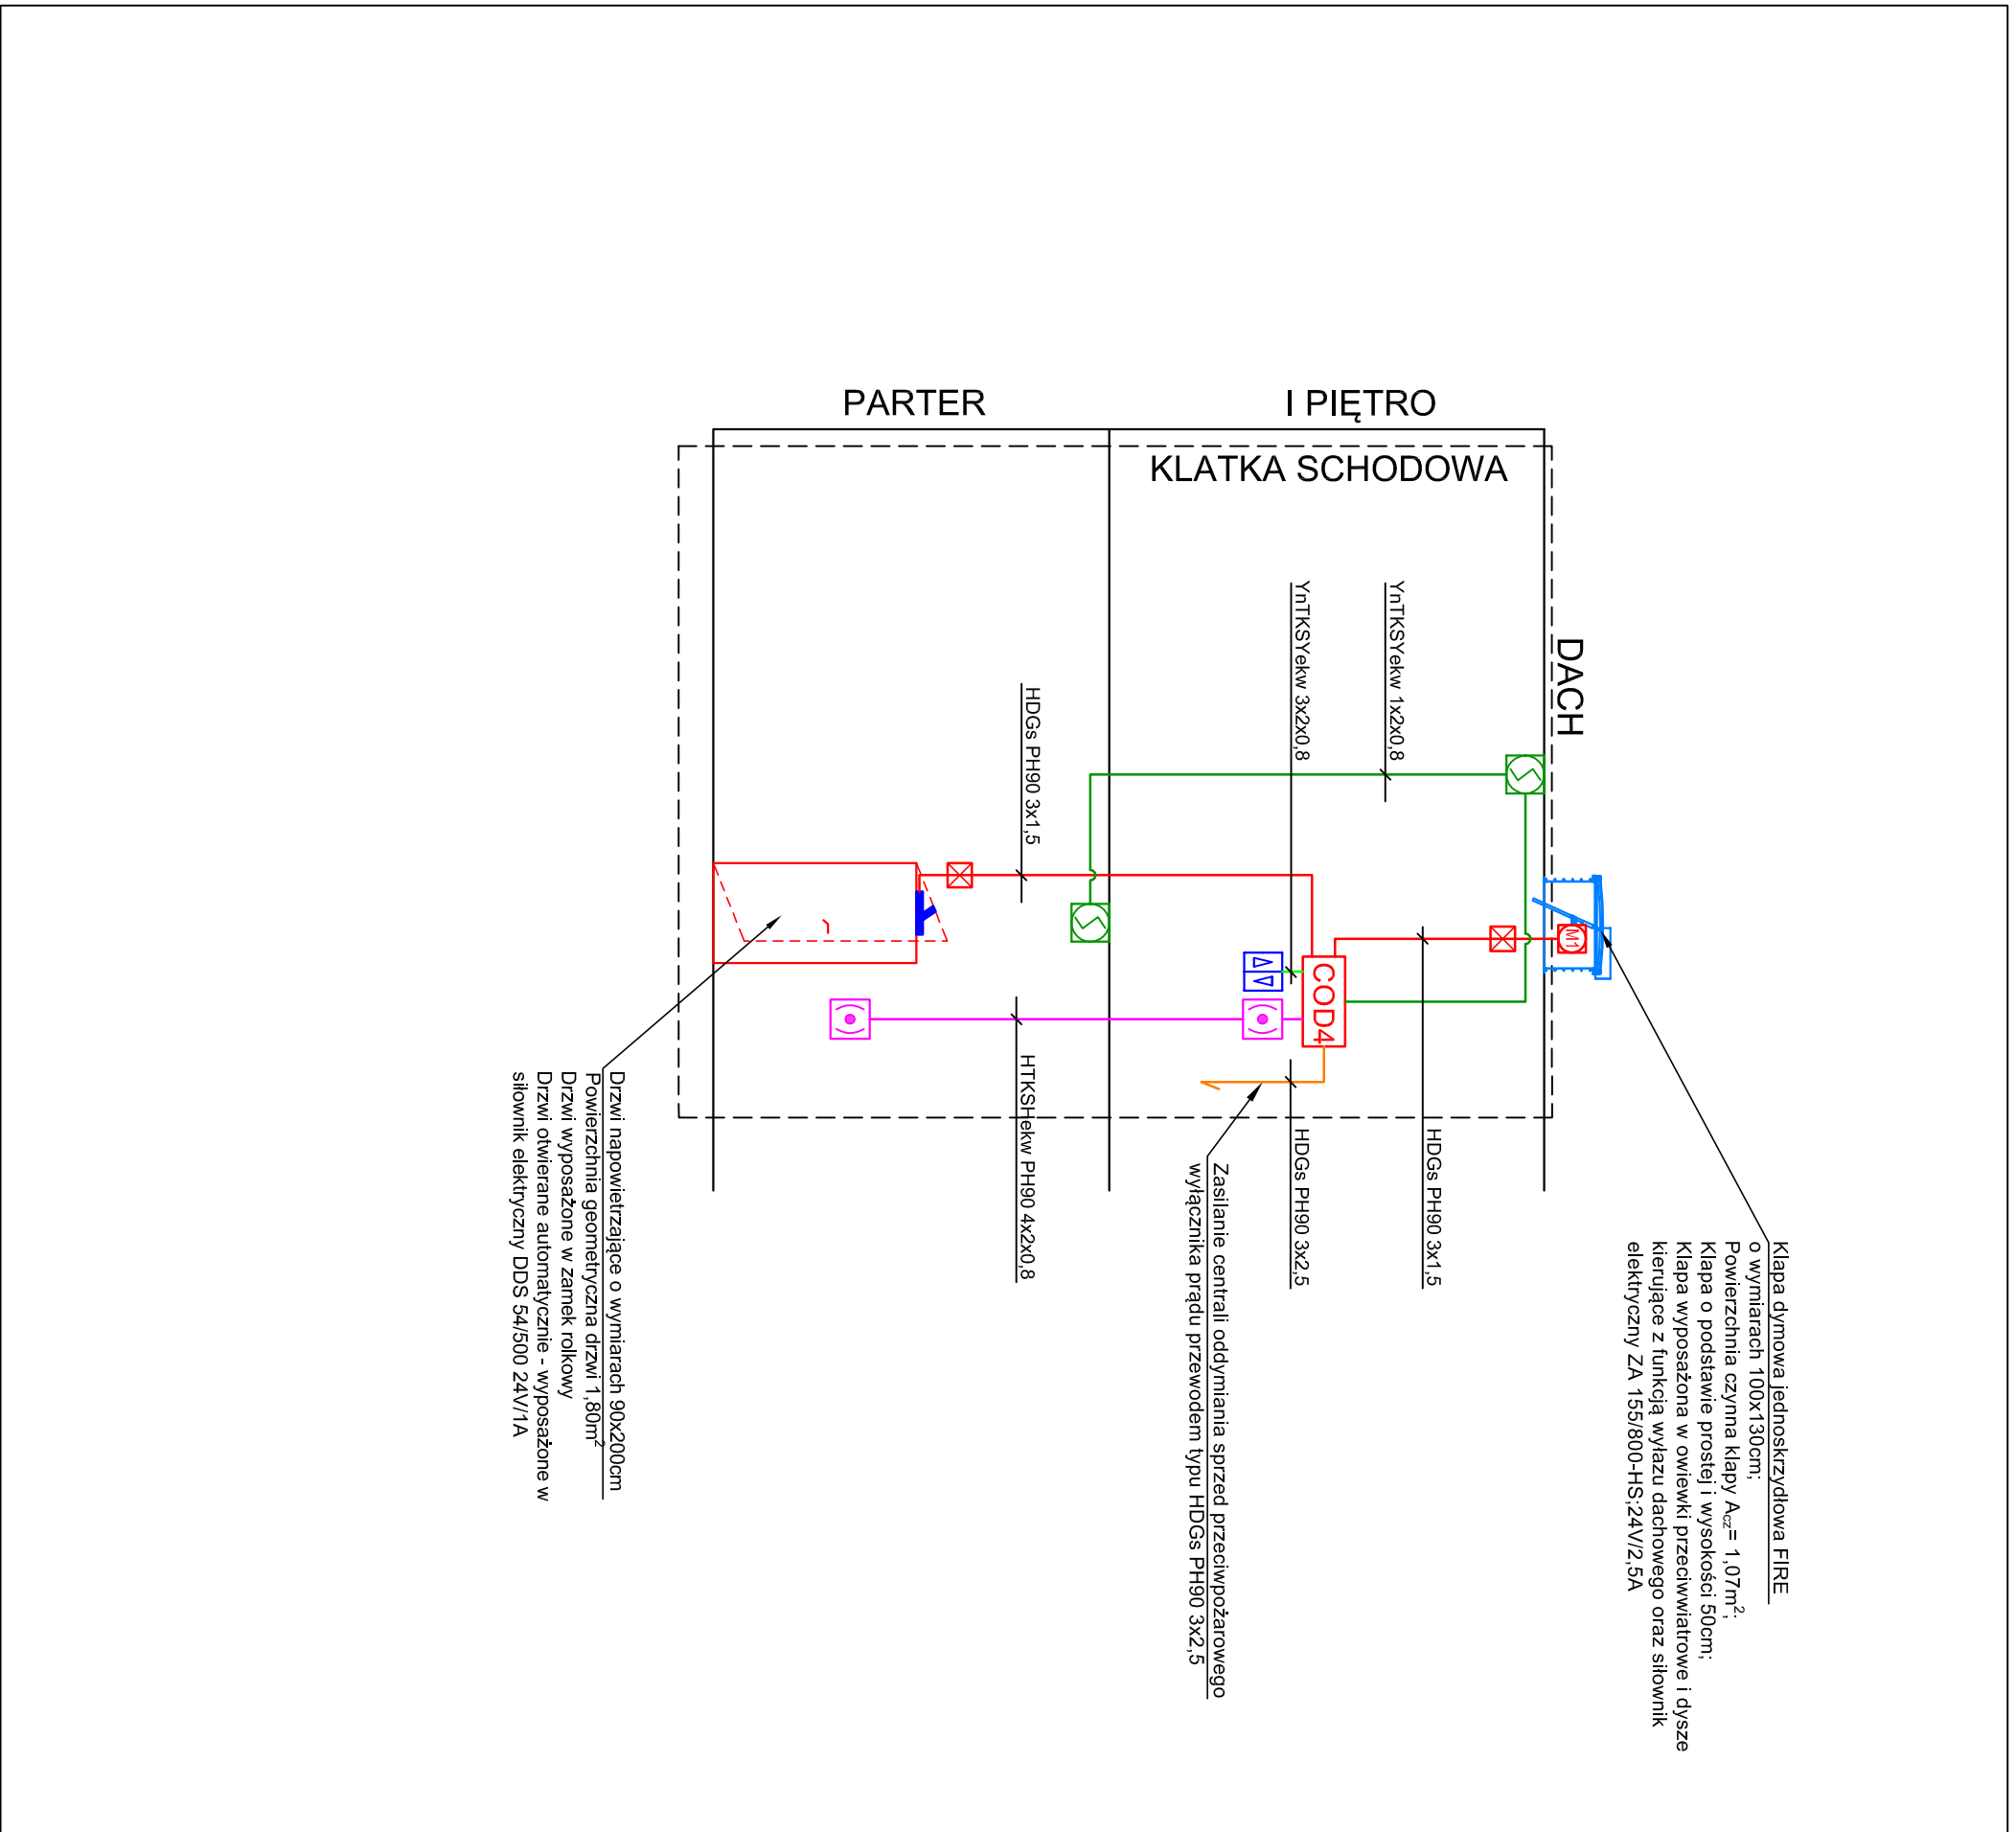 PARTER
I PIĘTRO
KLATKA SCHODOWA
DACH
YnTKSYekw 1x2x0,8
YnTKSYekw 3x2x0,8
HDGs PH90 3x1,5
M1
COD4
HDGs PH90 3x1,5
HDGs PH90 3x2,5
HTKSHekw PH90 4x2x0,8
Klapa dymowa jednoskrzydłowa FIRE
o wymiarach 100x130cm;
Powierzchnia czynna klapy Acz= 1,07m²;
Klapa o podstawie prostej i wysokości 50cm;
Klapa wyposażona w owiewki przeciwwiatrowe i dysze
kierujące z funkcją wyłazu dachowego oraz siłownik
elektryczny ZA 155/800-HS;24V/2,5A
Zasilanie centrali oddymiania sprzed przeciwpożarowego
wyłącznika prądu przewodem typu HDGs PH90 3x2,5
Drzwi napowietrzające o wymiarach 90x200cm
Powierzchnia geometryczna drzwi 1,80m²
Drzwi wyposażone w zamek rolkowy
Drzwi otwierane automatycznie - wyposażone w
siłownik elektryczny DDS 54/500 24V/1A